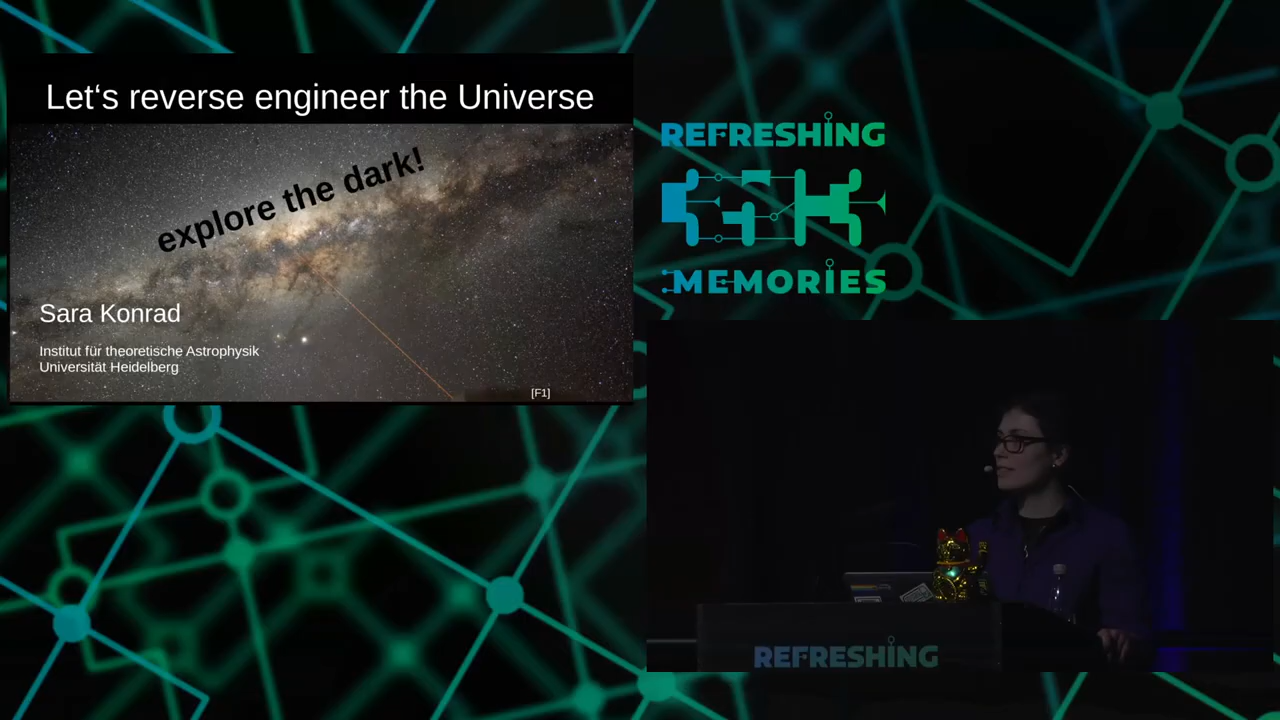 Let‘s reverse engineer the Universe
explore the dark!
Sara Konrad
Institut für theoretische Astrophysik
Universität Heidelberg
[F1]
REFRESHING
MEMORIES
REFRESHING